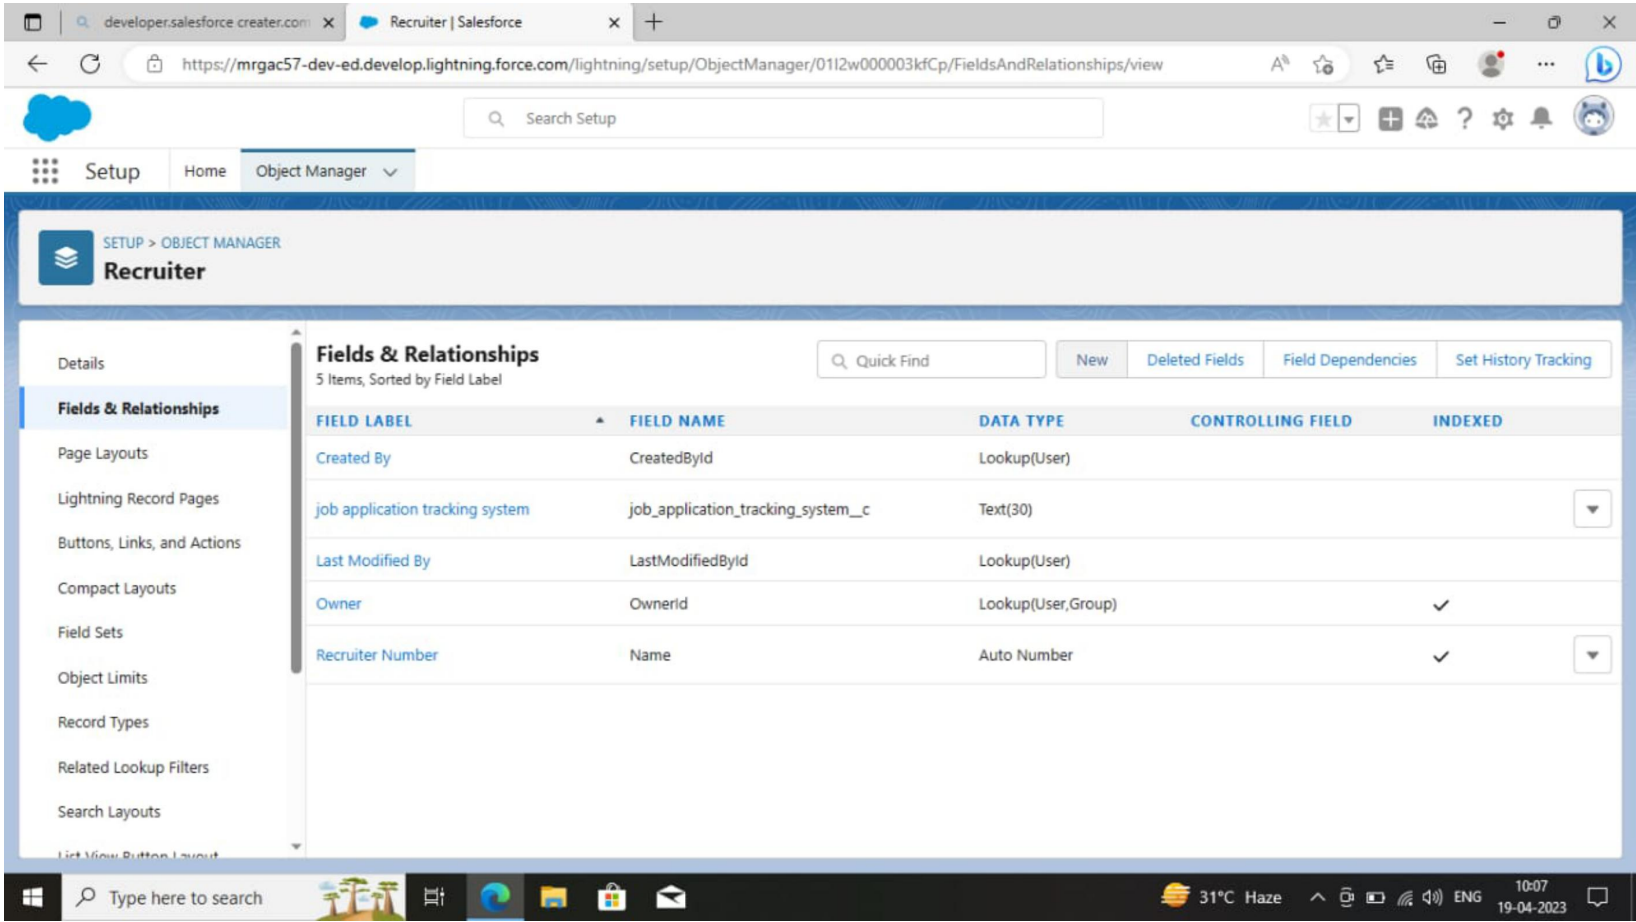 developer.salesforce creater.com
Recruiter | Salesforce
https://mrgac57-dev-ed.develop.lightning.force.com/lightning/setup/ObjectManager/01I2w000003kfCp/FieldsAndRelationships/view
Search Setup
Setup
Home
Object Manager
SETUP > OBJECT MANAGER
Recruiter
Details
Fields & Relationships
Page Layouts
Lightning Record Pages
Buttons, Links, and Actions
Compact Layouts
Field Sets
Object Limits
Record Types
Related Lookup Filters
Search Layouts
List View Button Layout
Fields & Relationships
5 Items, Sorted by Field Label
Quick Find
New
Deleted Fields
Field Dependencies
Set History Tracking
FIELD LABEL FIELD NAME DATA TYPE CONTROLLING FIELD INDEXED
Created By CreatedById Lookup(User)
job application tracking system job_application_tracking_system__c Text(30)
Last Modified By LastModifiedById Lookup(User)
Owner OwnerId Lookup(User,Group)
Recruiter Number Name Auto Number
Type here to search
31°C Haze
ENG
10:07
19-04-2023